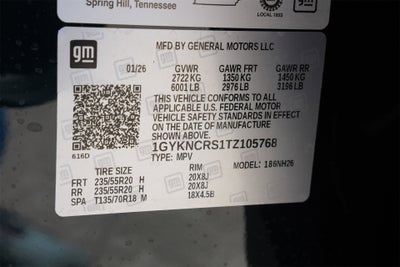 Spring Hill, Tennessee
LOCAL 1853
gm
MFD BY GENERAL MOTORS LLC
01/26 GVWR GAWR FRT GAWR RR
2722 KG 1350 KG 1450 KG
6001 LB 2976 LB 3196 LB
THIS VEHICLE CONFORMS TO ALL
APPLICABLE U.S. FEDERAL MOTOR
VEHICLE SAFETY STANDARDS IN EFFECT
ON THE DATE OF MANUFACTURE
SHOWN ABOVE.
1GYKNCRS1TZ105768
616D TYPE: MPV 186NH26
TIRE SIZE RIM
FRT 235/55R20 H 20X8J
RR 235/55R20 H 20X8J
SPA T135/70R18 M 18X4.5B